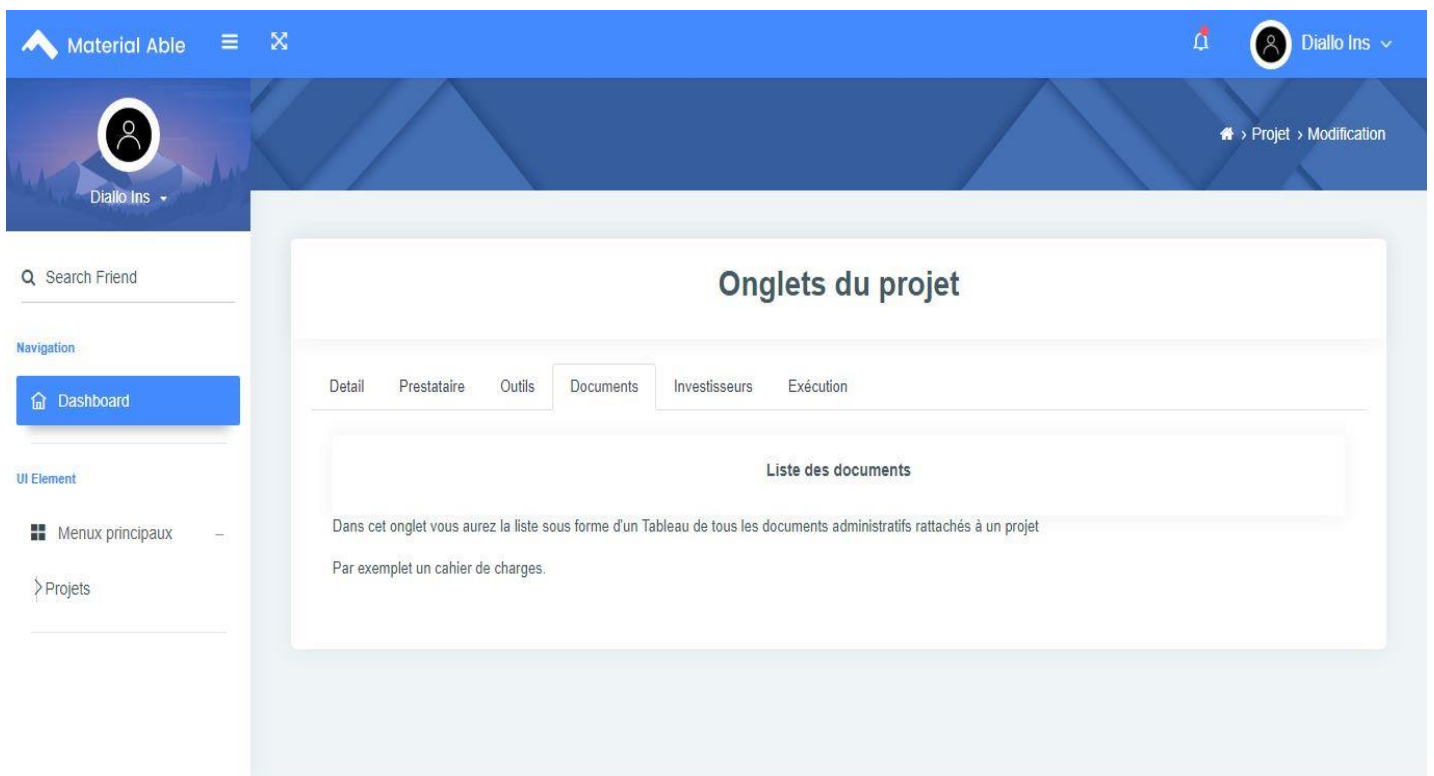 Material Able
Diallo Ins
Diallo Ins
> Projet > Modification
Search Friend
Navigation
Dashboard
UI Element
Menux principaux
Projets
Onglets du projet
Detail Prestataire Outils Documents Investisseurs Exécution
Liste des documents
Dans cet onglet vous aurez la liste sous forme d'un Tableau de tous les documents administratifs rattachés à un projet
Par exemplet un cahier de charges.